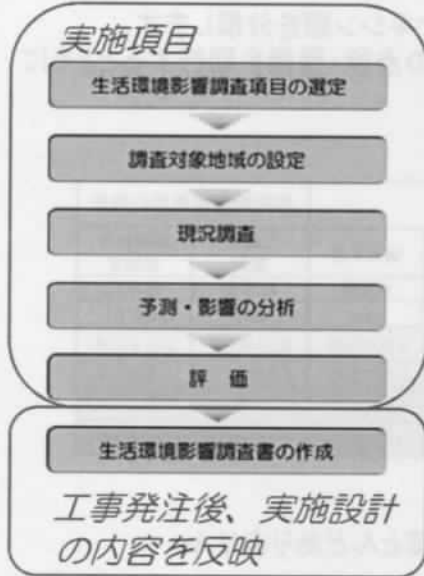 実施項目
生活環境影響調査項目の選定
調査対象地域の設定
現況調査
予測・影響の分析
評　価
生活環境影響調査書の作成
工事発注後、実施設計
の内容を反映